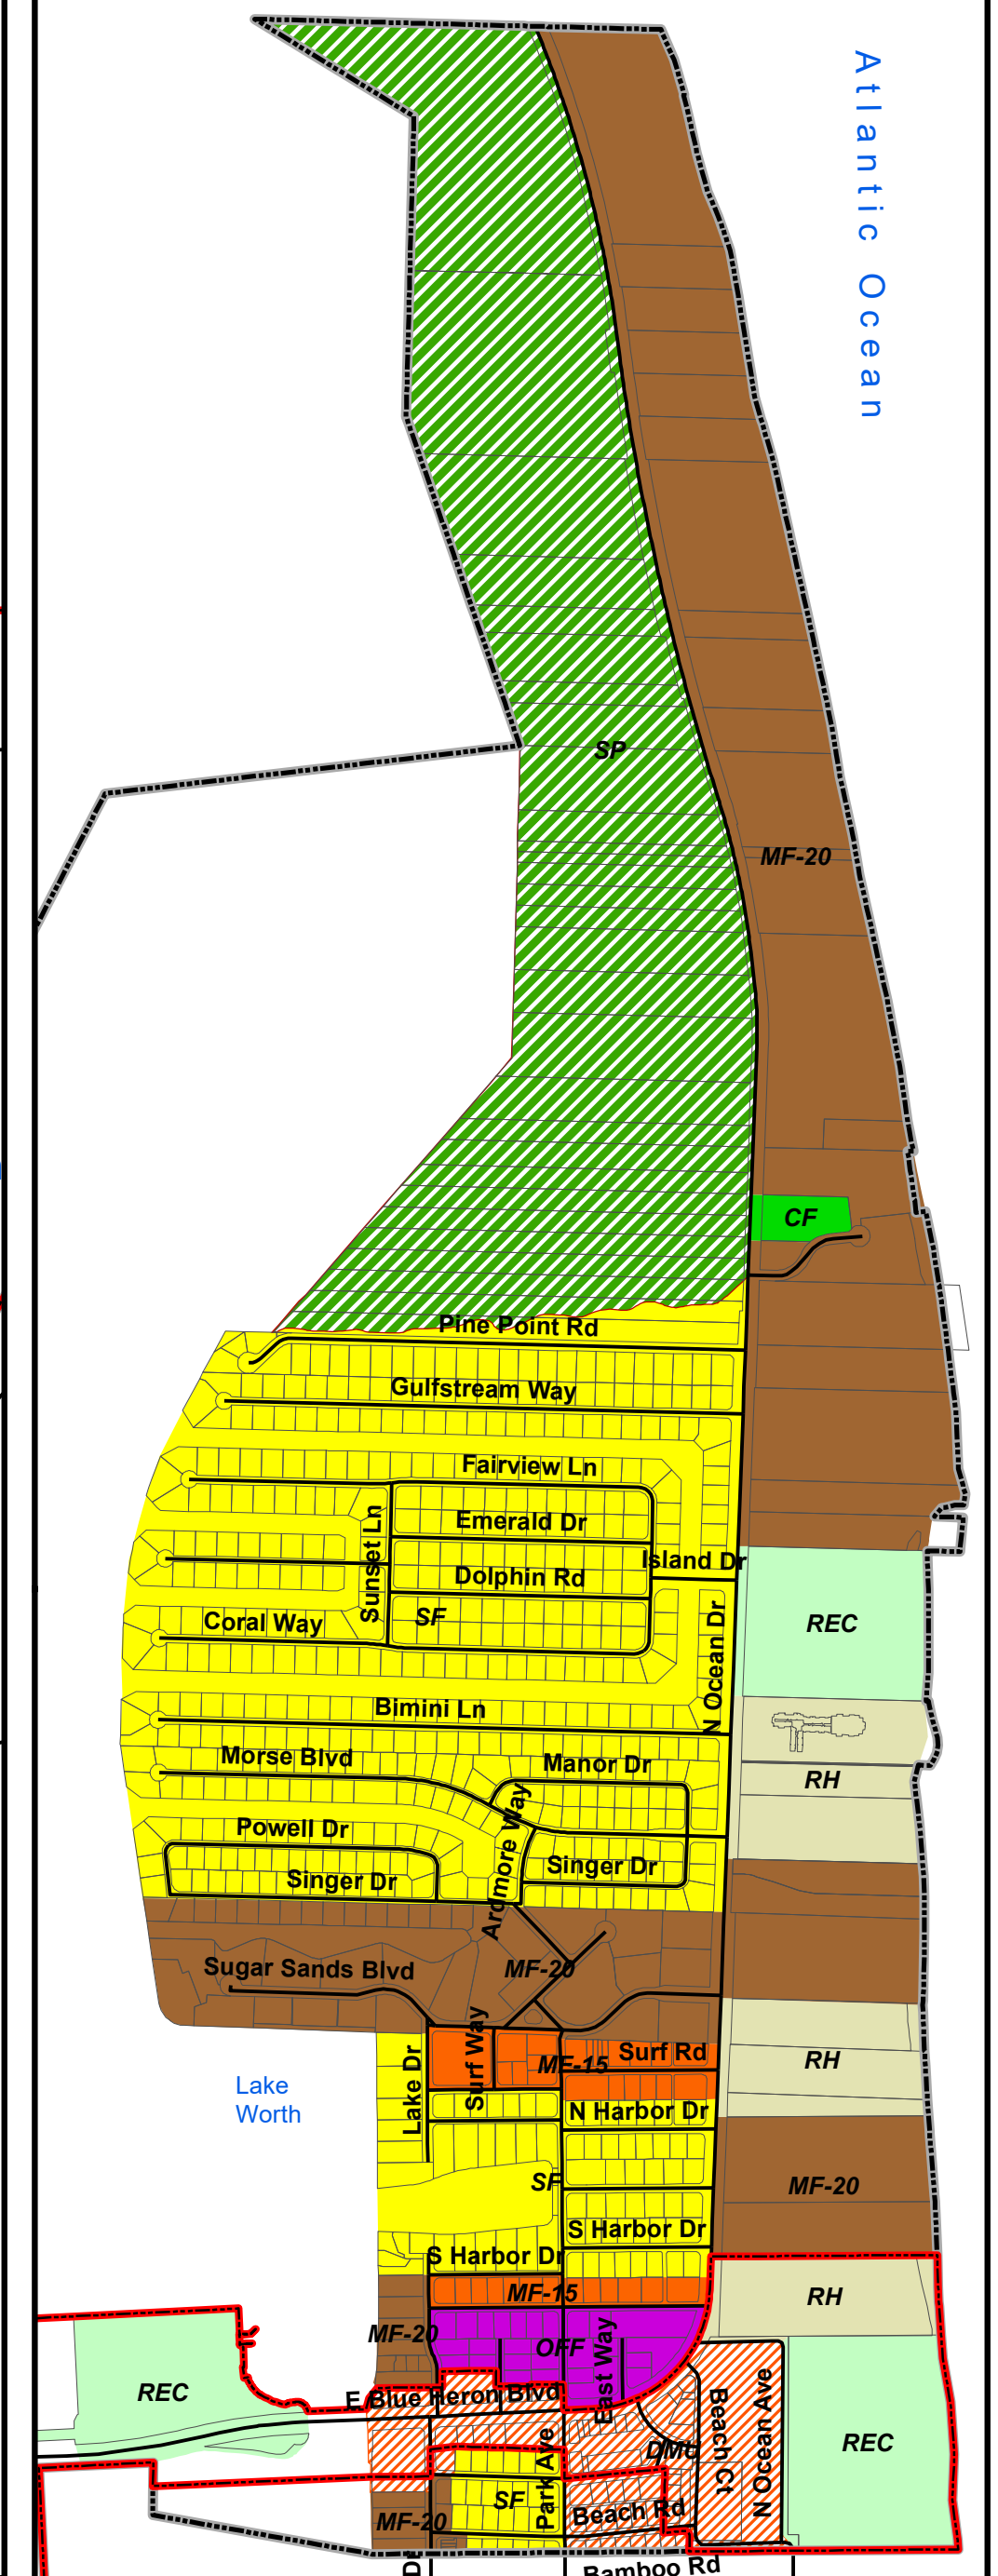 Atlantic Ocean
SP
MF-20
CF
Pine Point Rd
Gulfstream Way
Fairview Ln
Emerald Dr
Sunset Ln
Island Dr
Dolphin Rd
SF
Coral Way
REC
N Ocean Dr
Bimini Ln
Morse Blvd
Manor Dr
RH
Powell Dr
Ardmore Way
Singer Dr
Singer Dr
Sugar Sands Blvd
MF-20
Surf Way
Surf Rd
MF-15
RH
Lake Dr
Lake
Worth
N Harbor Dr
SF
MF-20
S Harbor Dr
S Harbor Dr
MF-15
RH
MF-20
OFF
East Way
REC
E Blue Heron Blvd
Beach Ct
N Ocean Ave
DMU
REC
Park Ave
SF
MF-20
Beach Rd
Bamboo Rd
Dr